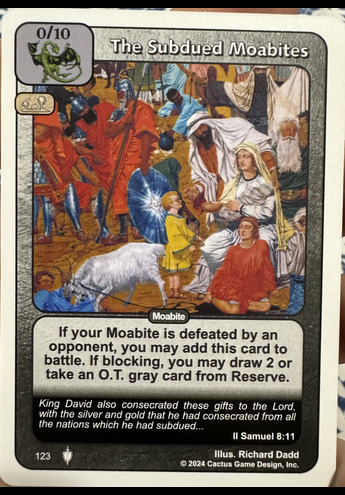 0/10
The Subdued Moabites
Moabite
If your Moabite is defeated by an
opponent, you may add this card to
battle. If blocking, you may draw 2 or
take an O.T. gray card from Reserve.
King David also consecrated these gifts to the Lord,
with the silver and gold that he had consecrated from all
the nations which he had subdued...
II Samuel 8:11
123
Illus. Richard Dadd
© 2024 Cactus Game Design, Inc.